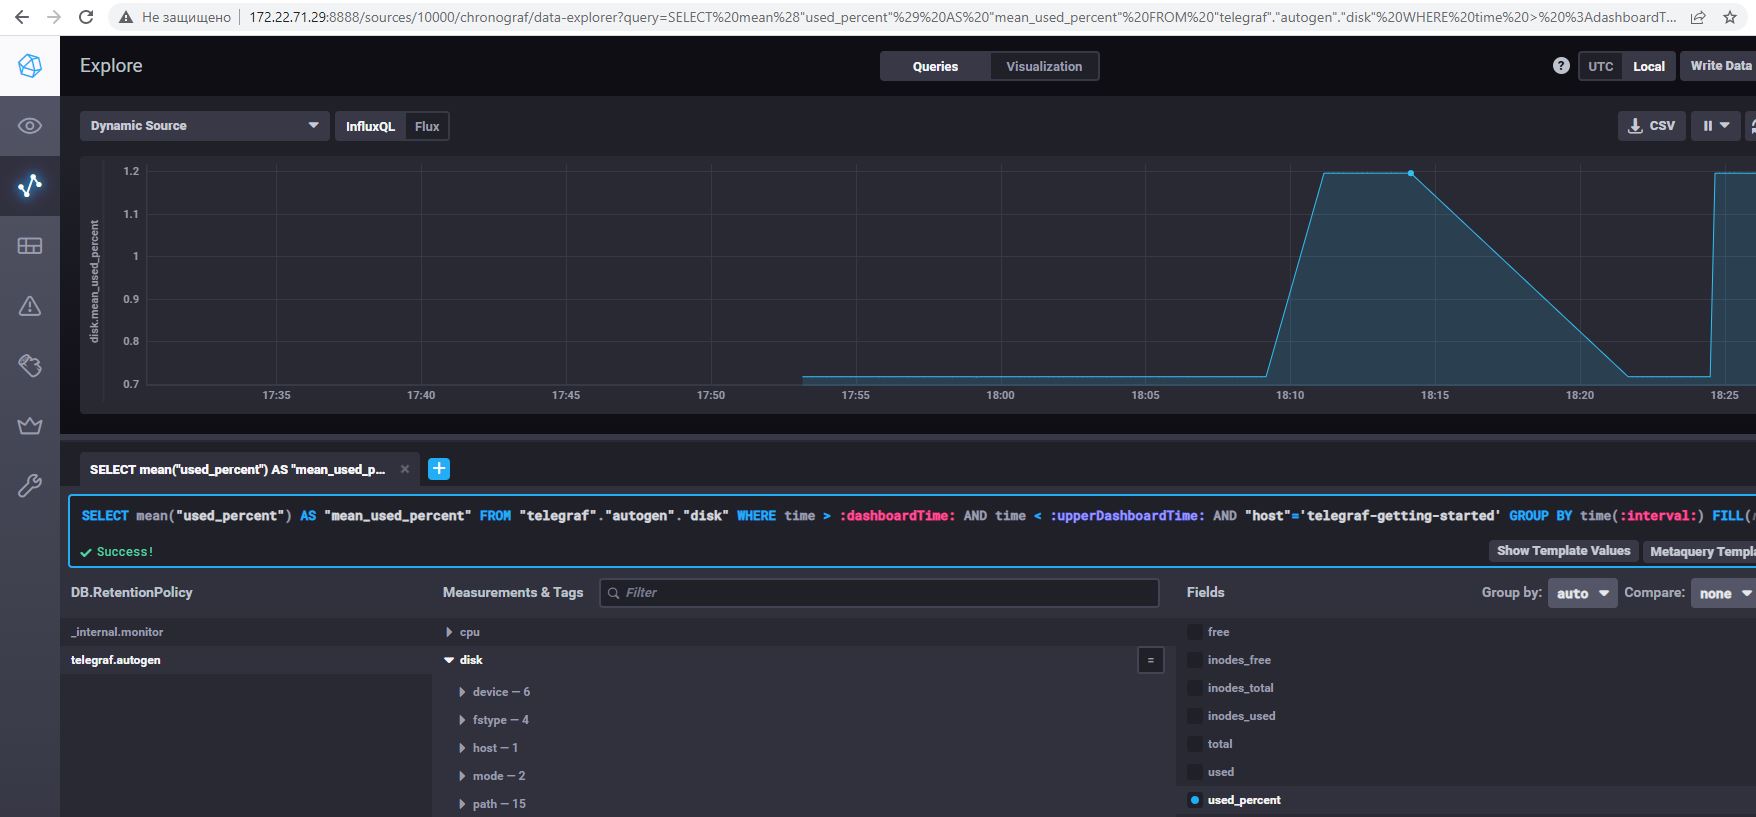 Не защищено
172.22.71.29:8888/sources/10000/chronograf/data-explorer?query=SELECT%20mean%28"used_percent"%29%20AS%20"mean_used_percent"%20FROM%20"telegraf"."autogen"."disk"%20WHERE%20time%20>%20%3AdashboardT...
Explore
Queries
Visualization
?
UTC
Local
Write Data
Dynamic Source
InfluxQL
Flux
CSV
disk.mean_used_percent
1.2
1.1
1
0.9
0.8
0.7
17:35
17:40
17:45
17:50
17:55
18:00
18:05
18:10
18:15
18:20
18:25
SELECT mean("used_percent") AS "mean_used_p...
SELECT mean("used_percent") AS "mean_used_percent" FROM "telegraf"."autogen"."disk" WHERE time > :dashboardTime: AND time < :upperDashboardTime: AND "host"='telegraf-getting-started' GROUP BY time(:interval:) FILL(
Success!
Show Template Values
Metaquery Templa
DB.RetentionPolicy
Measurements & Tags
Filter
Fields
Group by:
auto
Compare:
none
_internal.monitor
cpu
free
telegraf.autogen
disk
=
inodes_free
device — 6
inodes_total
fstype — 4
inodes_used
host — 1
total
mode — 2
used
path — 15
used_percent